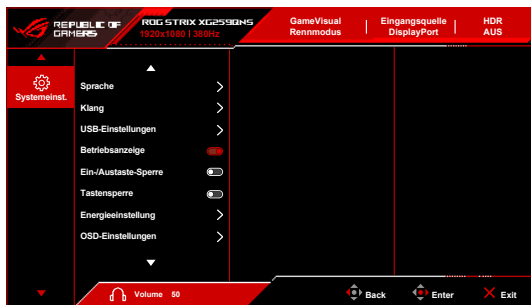 REPUBLIC OF
GAMERS
ROG STRIX XG259QNS
1920x1080 | 380Hz
GameVisual
Rennmodus
Eingangsquelle
DisplayPort
HDR
AUS
Systemeinst.
Sprache
Klang
USB-Einstellungen
Betriebsanzeige
Ein-/Austaste-Sperre
Tastensperre
Energieeinstellung
OSD-Einstellungen
Volume 50
Back
Enter
Exit